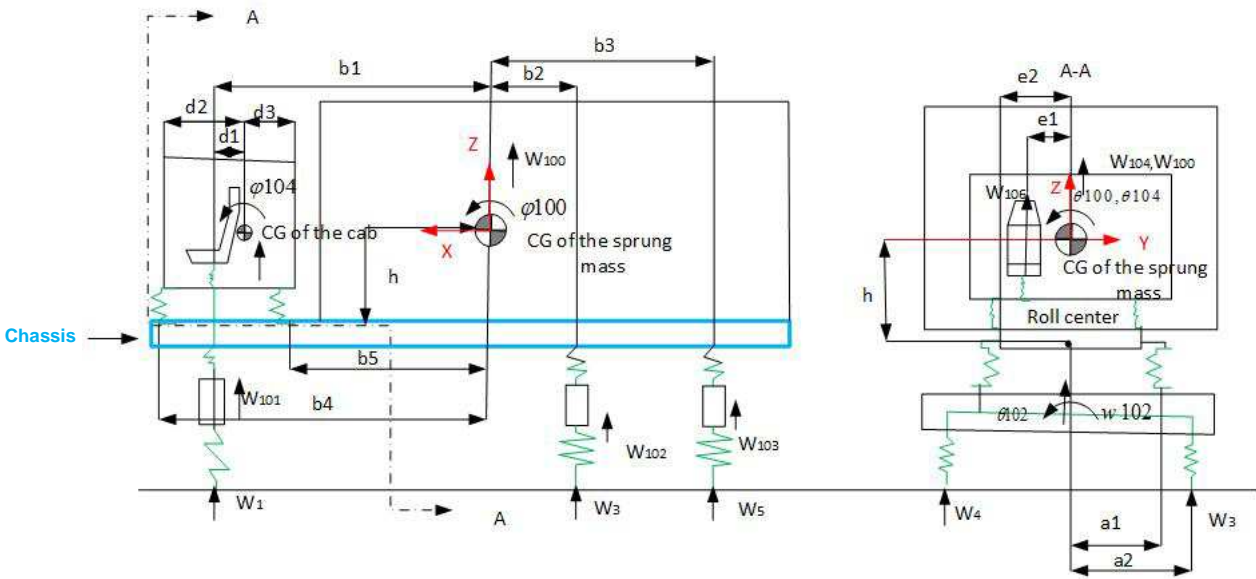 A
b3
b1
b2
e2
A-A
d2
d3
d1
e1
Z
W100
W104,W100
φ104
φ100
W106
Z
θ100,θ104
CG of the cab
X
CG of the sprung
mass
Y
CG of the sprung
mass
h
h
Roll center
Chassis
b5
W101
b4
θ102
w102
W102
W103
W1
A
W3
W5
W4
W3
a1
a2